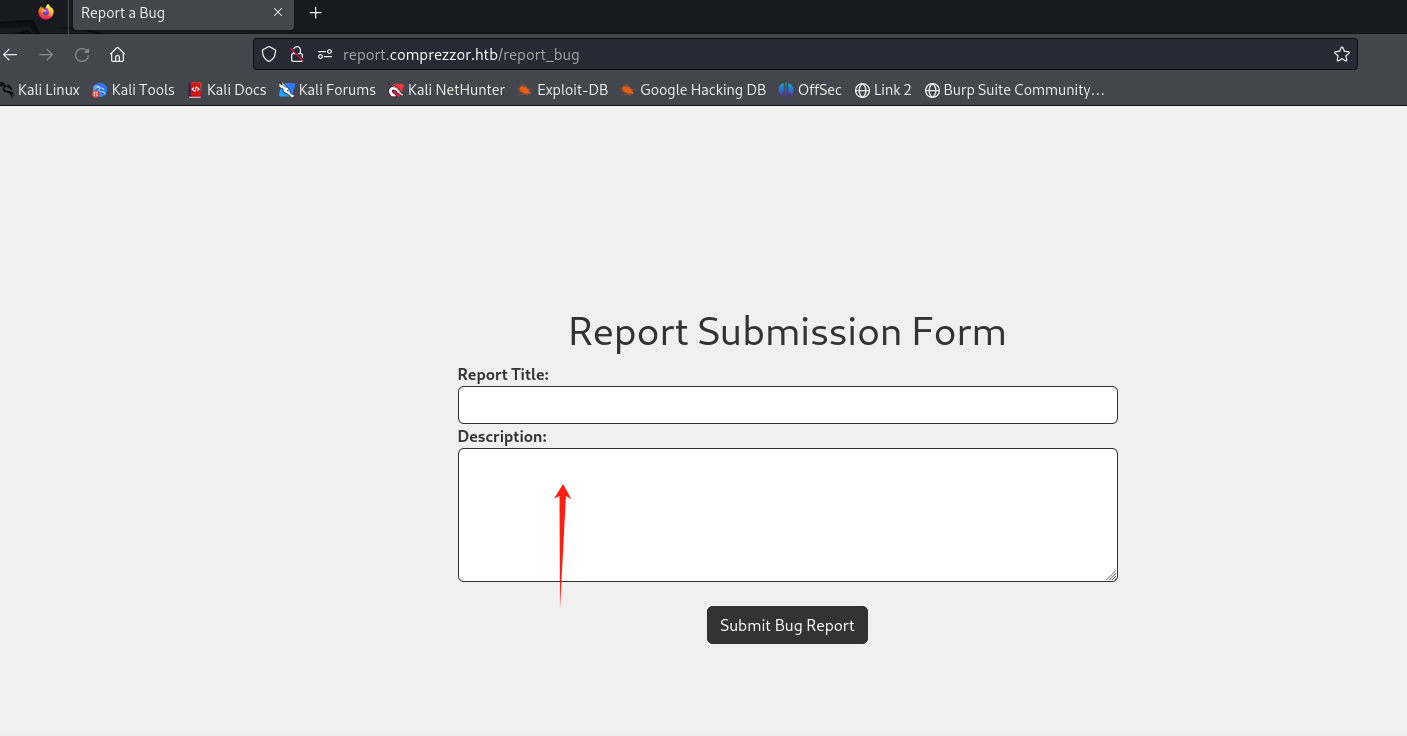 Report a Bug
report.comprezzor.htb/report_bug
Kali Linux Kali Tools Kali Docs Kali Forums Kali NetHunter Exploit-DB Google Hacking DB OffSec Link 2 Burp Suite Community…
Report Submission Form
Report Title:
Description:
Submit Bug Report